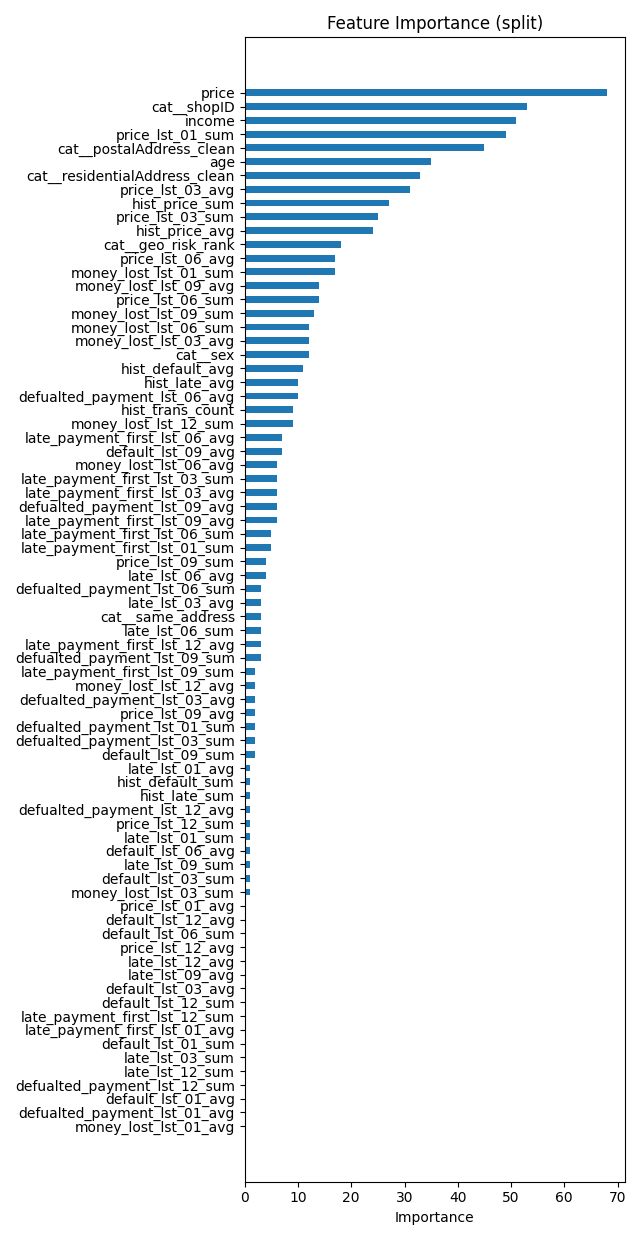 Feature Importance (split)
price
cat__shopID
income
price_lst_01_sum
cat__postalAddress_clean
age
cat__residentialAddress_clean
price_lst_03_avg
hist_price_sum
price_lst_03_sum
hist_price_avg
cat__geo_risk_rank
price_lst_06_avg
money_lost_lst_01_sum
money_lost_lst_09_avg
price_lst_06_sum
money_lost_lst_09_sum
money_lost_lst_06_sum
money_lost_lst_03_avg
cat__sex
hist_default_avg
hist_late_avg
defualted_payment_lst_06_avg
hist_trans_count
money_lost_lst_12_sum
late_payment_first_lst_06_avg
default_lst_09_avg
money_lost_lst_06_avg
late_payment_first_lst_03_sum
late_payment_first_lst_03_avg
defualted_payment_lst_09_avg
late_payment_first_lst_09_avg
late_payment_first_lst_06_sum
late_payment_first_lst_01_sum
price_lst_09_sum
late_lst_06_avg
defualted_payment_lst_06_sum
late_lst_03_avg
cat__same_address
late_lst_06_sum
late_payment_first_lst_12_avg
defualted_payment_lst_09_sum
late_payment_first_lst_09_sum
money_lost_lst_12_avg
defualted_payment_lst_03_avg
price_lst_09_avg
defualted_payment_lst_01_sum
defualted_payment_lst_03_sum
default_lst_09_sum
late_lst_01_avg
hist_default_sum
hist_late_sum
defualted_payment_lst_12_avg
price_lst_12_sum
late_lst_01_sum
default_lst_06_avg
late_lst_09_sum
default_lst_03_sum
money_lost_lst_03_sum
price_lst_01_avg
default_lst_12_avg
default_lst_06_sum
price_lst_12_avg
late_lst_12_avg
late_lst_09_avg
default_lst_03_avg
default_lst_12_sum
late_payment_first_lst_12_sum
late_payment_first_lst_01_avg
default_lst_01_sum
late_lst_03_sum
late_lst_12_sum
defualted_payment_lst_12_sum
default_lst_01_avg
defualted_payment_lst_01_avg
money_lost_lst_01_avg
0 10 20 30 40 50 60 70
Importance